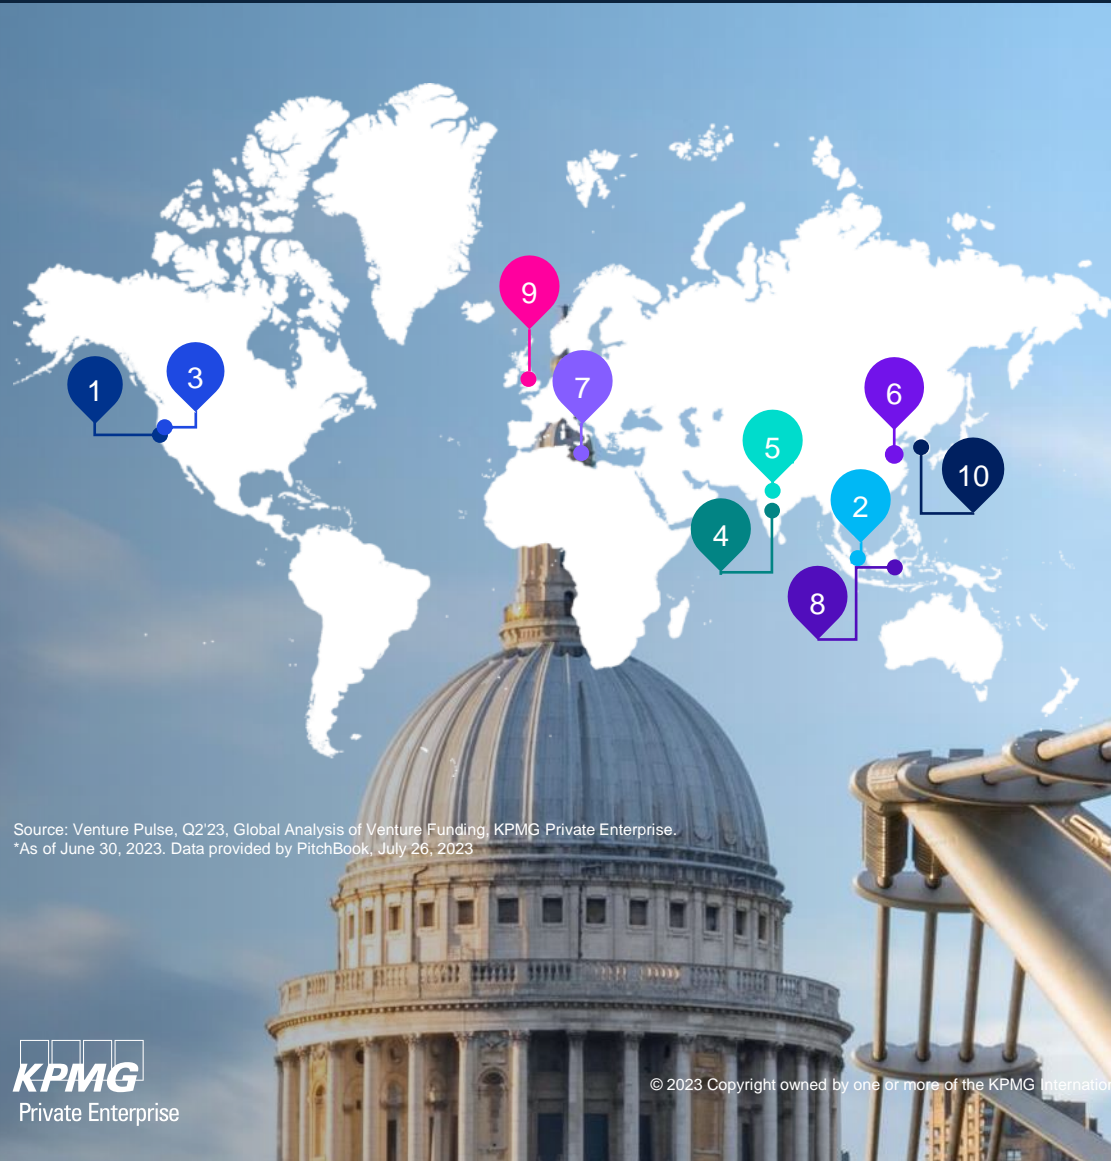 9
7
1
3
6
5
10
2
4
8
Source: Venture Pulse, Q2'23, Global Analysis of Venture Funding, KPMG Private Enterprise.
*As of June 30, 2023. Data provided by PitchBook, July 26, 2023
KPMG
Private Enterprise
© 2023 Copyright owned by one or more of the KPMG Internation